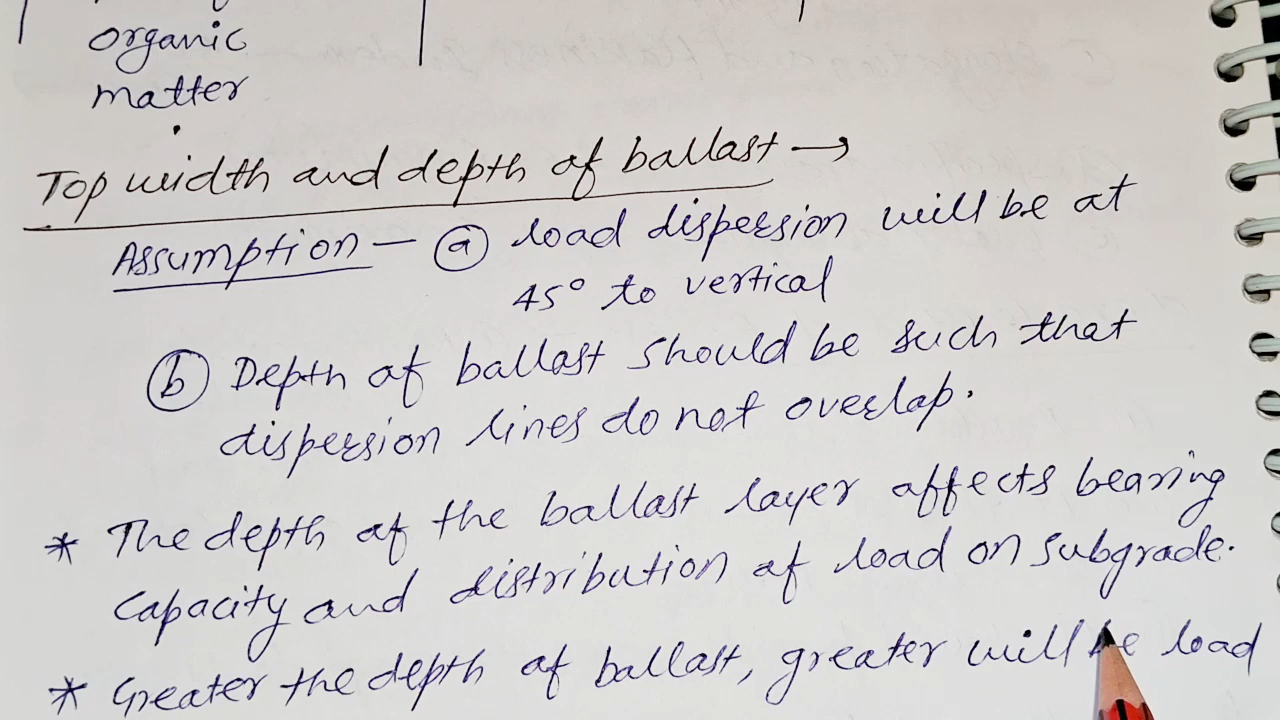 organic
matter
Top width and depth of ballast →
Assumption - (a) load dispersion will be at
45° to vertical
(b) Depth of ballast should be such that
dispersion lines do not overlap.
* The depth of the ballast layer affects bearing
capacity and distribution of load on subgrade.
* Greater the depth of ballast, greater will be load